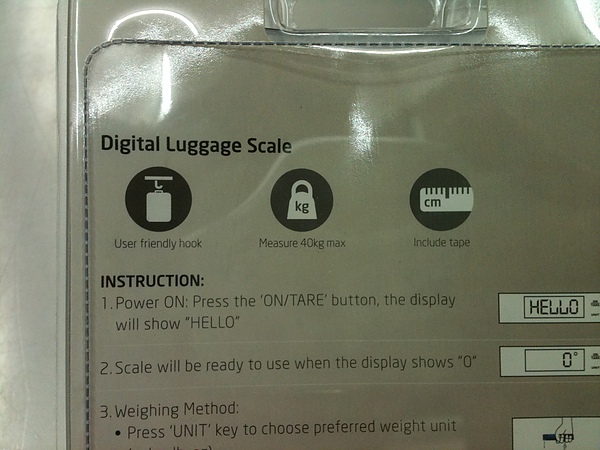 Digital Luggage Scale
kg
cm
User friendly hook
Measure 40kg max
Include tape
INSTRUCTION:
1. Power ON: Press the 'ON/TARE' button, the display
will show "HELLO"
HELLO
2. Scale will be ready to use when the display shows "0"
0°
3. Weighing Method:
• Press 'UNIT' key to choose preferred weight unit